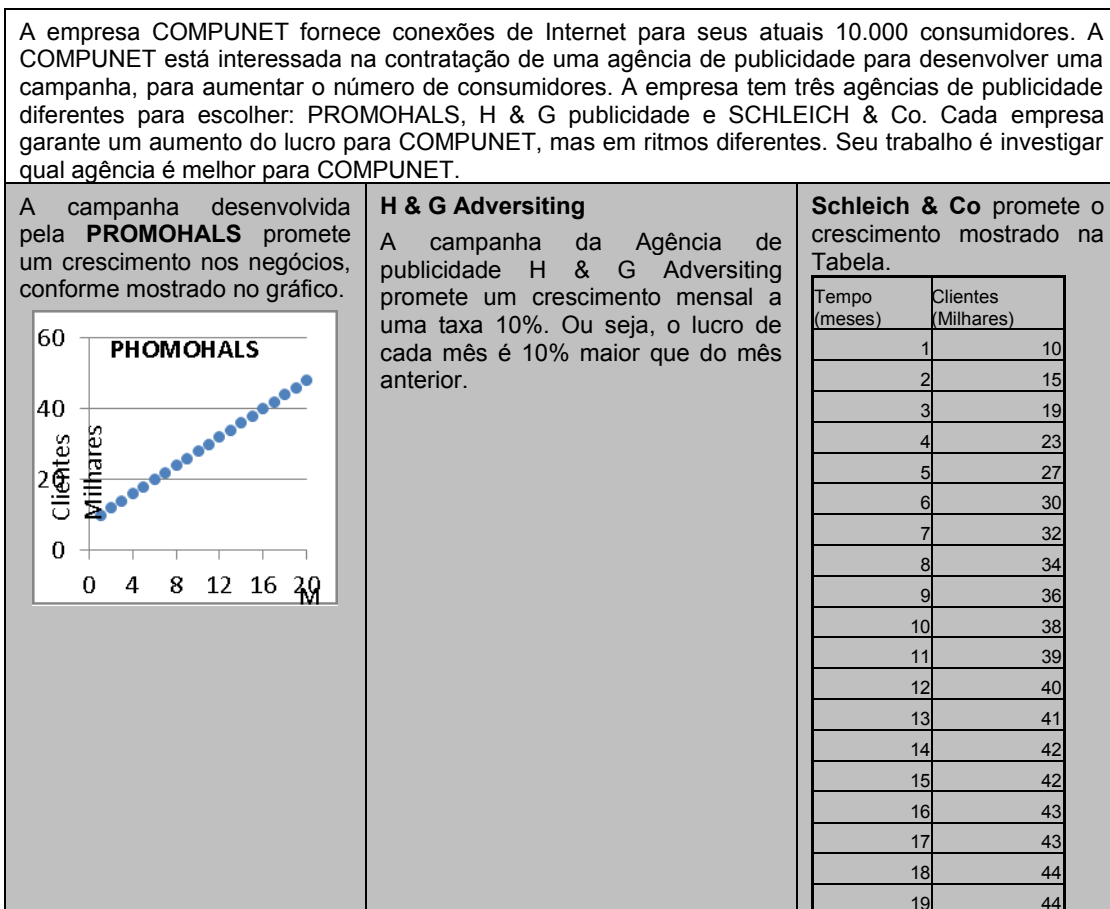 A empresa COMPUNET fornece conexões de Internet para seus atuais 10.000 consumidores. A
COMPUNET está interessada na contratação de uma agência de publicidade para desenvolver uma
campanha, para aumentar o número de consumidores. A empresa tem três agências de publicidade
diferentes para escolher: PROMOHALS, H & G publicidade e SCHLEICH & Co. Cada empresa
garante um aumento do lucro para COMPUNET, mas em ritmos diferentes. Seu trabalho é investigar
qual agência é melhor para COMPUNET.
A campanha desenvolvida
pela PROMOHALS promete
um crescimento nos negócios,
conforme mostrado no gráfico.
PHOMOHALS
60
40
20
0
Clientes
Milhares
0 4 8 12 16 20
M
H & G Adversiting
A campanha da Agência de
publicidade H & G Adversiting
promete um crescimento mensal a
uma taxa 10%. Ou seja, o lucro de
cada mês é 10% maior que do mês
anterior.
Schleich & Co promete o
crescimento mostrado na
Tabela.
Tempo Clientes
(meses) (Milhares)
1 10
2 15
3 19
4 23
5 27
6 30
7 32
8 34
9 36
10 38
11 39
12 40
13 41
14 42
15 42
16 43
17 43
18 44
19 44